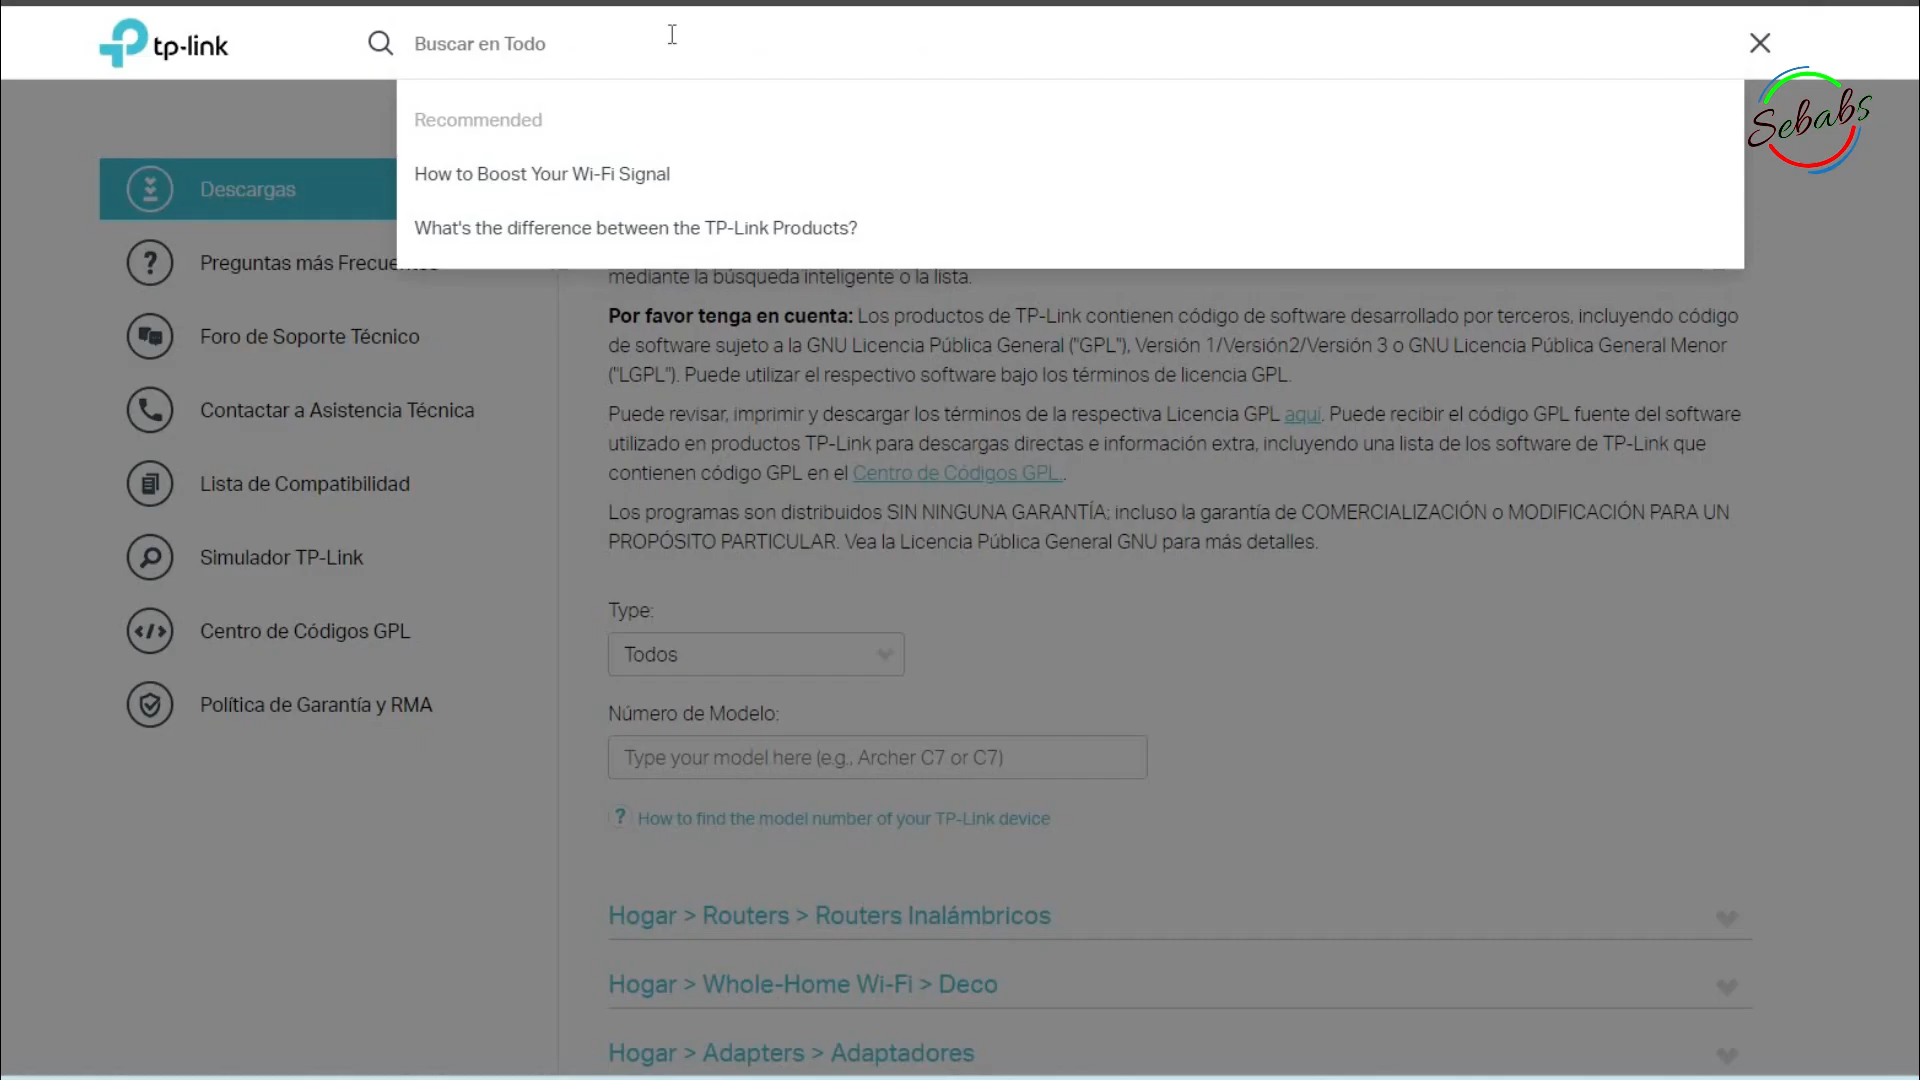 tp-link
Buscar en Todo
Sebabs
Recommended
How to Boost Your Wi-Fi Signal
What's the difference between the TP-Link Products?
Descargas
Preguntas más Frecue
Foro de Soporte Técnico
Contactar a Asistencia Técnica
Lista de Compatibilidad
Simulador TP-Link
Centro de Códigos GPL
Política de Garantía y RMA
mediante la búsqueda inteligente o la lista.
Por favor tenga en cuenta: Los productos de TP-Link contienen código de software desarrollado por terceros, incluyendo código
de software sujeto a la GNU Licencia Pública General ("GPL"), Versión 1/Versión2/Versión 3 o GNU Licencia Pública General Menor
("LGPL"). Puede utilizar el respectivo software bajo los términos de licencia GPL.
Puede revisar, imprimir y descargar los términos de la respectiva Licencia GPL aquí. Puede recibir el código GPL fuente del software
utilizado en productos TP-Link para descargas directas e información extra, incluyendo una lista de los software de TP-Link que
contienen código GPL en el Centro de Códigos GPL .
Los programas son distribuidos SIN NINGUNA GARANTÍA; incluso la garantía de COMERCIALIZACIÓN o MODIFICACIÓN PARA UN
PROPÓSITO PARTICULAR. Vea la Licencia Pública General GNU para más detalles.
Type:
Todos
Número de Modelo:
Type your model here (e.g., Archer C7 or C7)
? How to find the model number of your TP-Link device
Hogar > Routers > Routers Inalámbricos
Hogar > Whole-Home Wi-Fi > Deco
Hogar > Adapters > Adaptadores